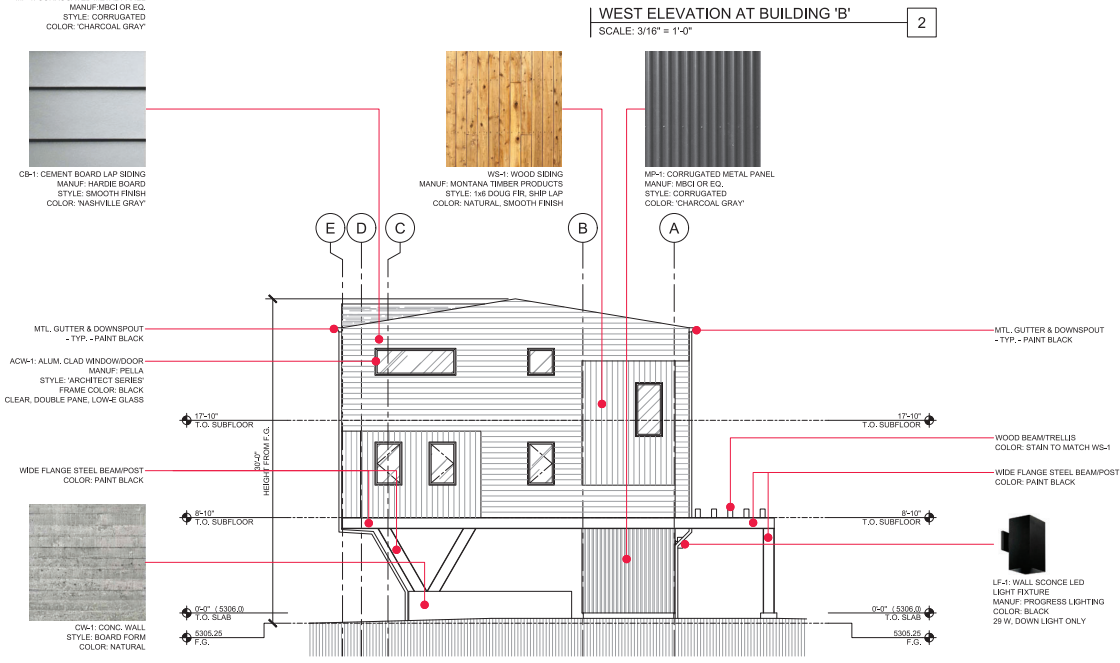 MANUF:MBCI OR EQ.
STYLE: CORRUGATED
COLOR: 'CHARCOAL GRAY'
WEST ELEVATION AT BUILDING 'B'
SCALE: 3/16" = 1'-0"
2
CB-1: CEMENT BOARD LAP SIDING
MANUF: HARDIE BOARD
STYLE: SMOOTH FINISH
COLOR: 'NASHVILLE GRAY'
WS-1: WOOD SIDING
MANUF: MONTANA TIMBER PRODUCTS
STYLE: 1x6 DOUG FIR, SHIP LAP
COLOR: NATURAL, SMOOTH FINISH
MP-1: CORRUGATED METAL PANEL
MANUF: MBCI OR EQ.
STYLE: CORRUGATED
COLOR: 'CHARCOAL GRAY'
E
D
C
B
A
MTL. GUTTER & DOWNSPOUT
- TYP. - PAINT BLACK
ACW-1: ALUM. CLAD WINDOW/DOOR
MANUF: PELLA
STYLE: 'ARCHITECT SERIES'
FRAME COLOR: BLACK
CLEAR, DOUBLE PANE, LOW-E GLASS
17'-10"
T.O. SUBFLOOR
WIDE FLANGE STEEL BEAM/POST
COLOR: PAINT BLACK
30'-0"
HEIGHT FROM F.G.
8'-10"
T.O. SUBFLOOR
0'-0" (5306.0)
T.O. SLAB
CW-1: CONC. WALL
STYLE: BOARD FORM
COLOR: NATURAL
5305.25
F.G.
MTL. GUTTER & DOWNSPOUT
- TYP. - PAINT BLACK
17'-10"
T.O. SUBFLOOR
WOOD BEAM/TRELLIS
COLOR: STAIN TO MATCH WS-1
WIDE FLANGE STEEL BEAM/POST
COLOR: PAINT BLACK
8'-10"
T.O. SUBFLOOR
LF-1: WALL SCONCE LED
LIGHT FIXTURE
MANUF: PROGRESS LIGHTING
COLOR: BLACK
29 W, DOWN LIGHT ONLY
0'-0" (5306.0)
T.O. SLAB
5305.25
F.G.